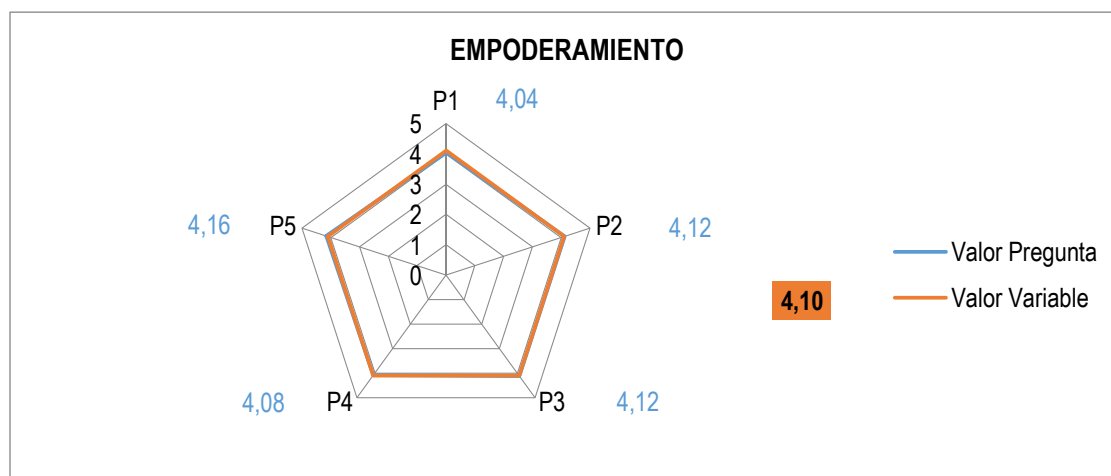 EMPODERAMIENTO
P1
4,04
5
4
3
2
1
0
P2
4,12
P3
4,12
P4
4,08
P5
4,16
4,10
Valor Pregunta
Valor Variable